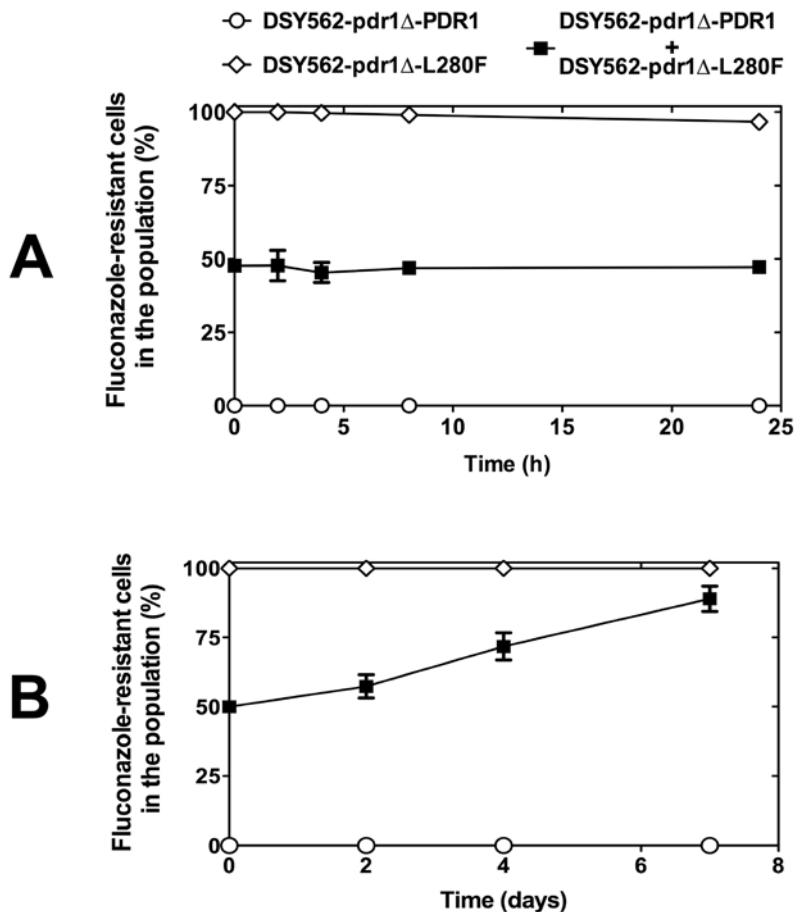 DSY562-pdr1Δ-PDR1
DSY562-pdr1Δ-L280F
DSY562-pdr1Δ-PDR1
+
DSY562-pdr1Δ-L280F
A
Fluconazole-resistant cells
in the population (%)
100
75
50
25
0
0 5 10 15 20 25
Time (h)
B
Fluconazole-resistant cells
in the population (%)
100
75
50
25
0
0 2 4 6 8
Time (days)